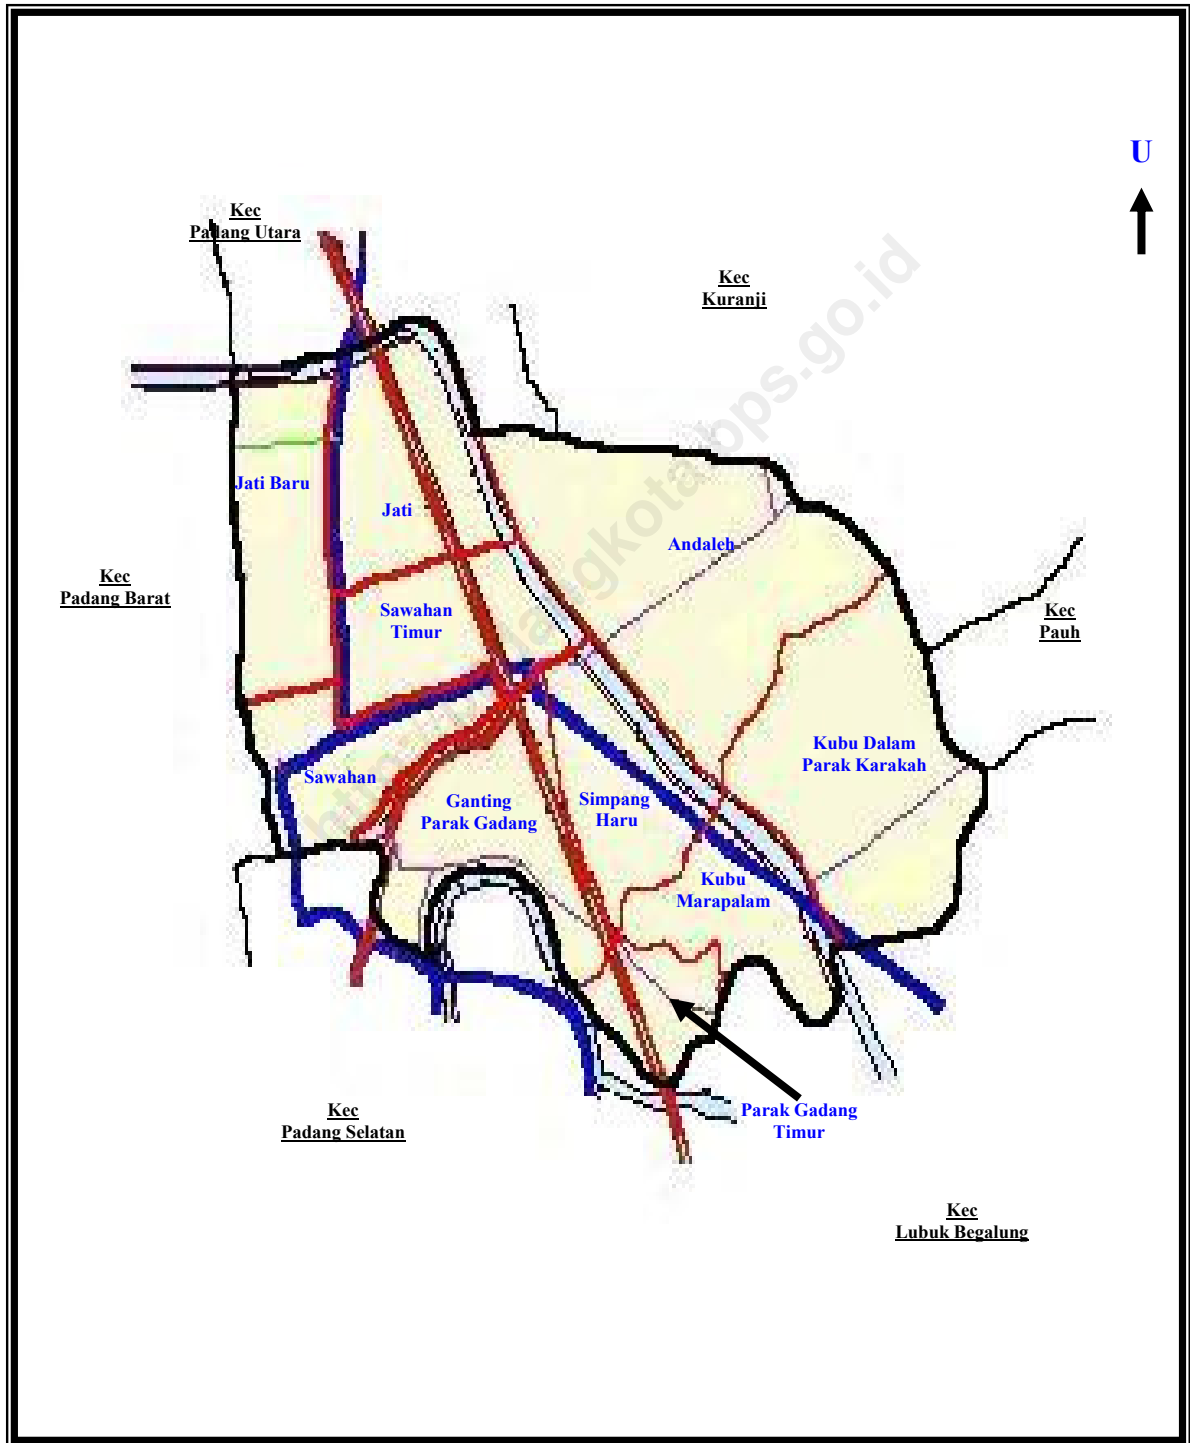 U
Kec
Padang Utara
Kec
Kuranji
Jati Baru
Jati
Andaleh
Kec
Padang Barat
Sawahan
Timur
Kec
Pauh
Kubu Dalam
Parak Karakah
Sawahan
Ganting
Parak Gadang
Simpang
Haru
Kubu
Marapalam
Parak Gadang
Timur
Kec
Padang Selatan
Kec
Lubuk Begalung